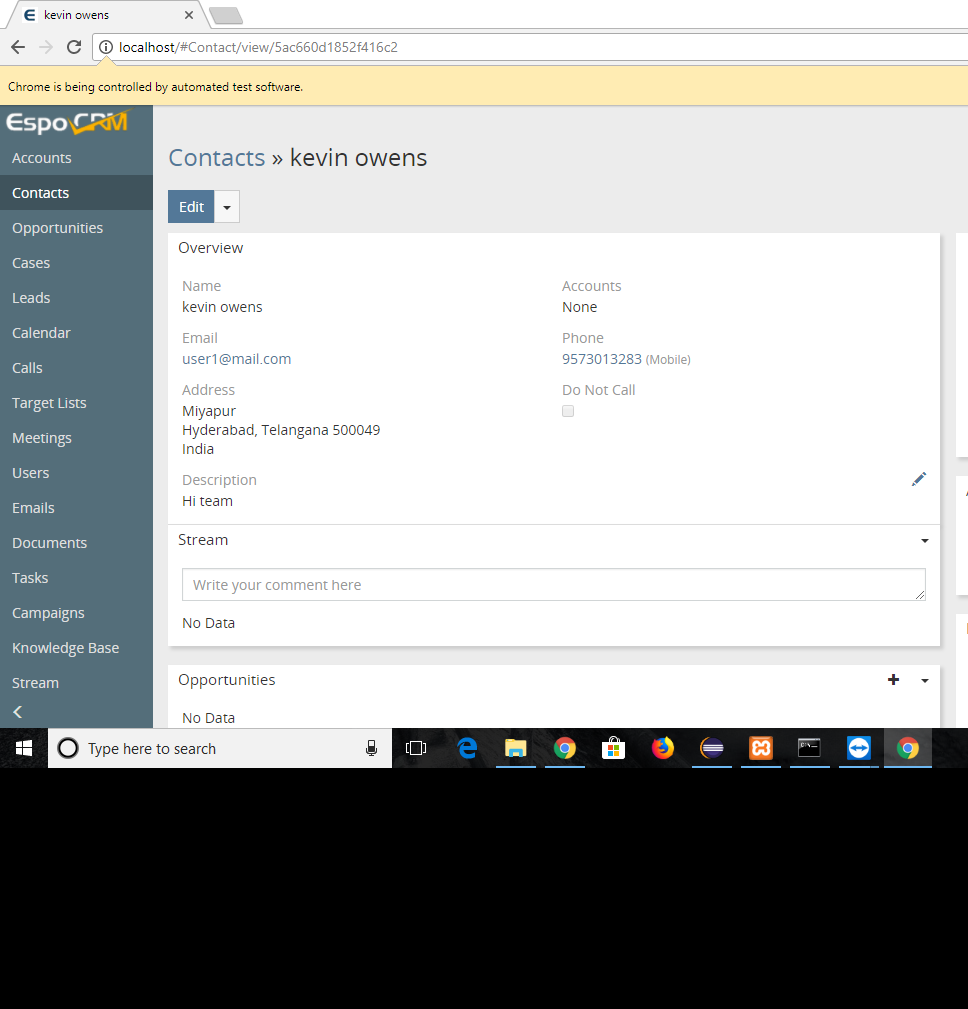 kevin owens
localhost/#Contact/view/5ac660d1852f416c2
Chrome is being controlled by automated test software.
EspoCRM
Accounts
Contacts
Opportunities
Cases
Leads
Calendar
Calls
Target Lists
Meetings
Users
Emails
Documents
Tasks
Campaigns
Knowledge Base
Stream
Contacts » kevin owens
Edit
Overview
Name
kevin owens
Accounts
None
Email
user1@mail.com
Phone
9573013283 (Mobile)
Address
Miyapur
Hyderabad, Telangana 500049
India
Do Not Call
Description
Hi team
Stream
Write your comment here
No Data
Opportunities
No Data
Type here to search